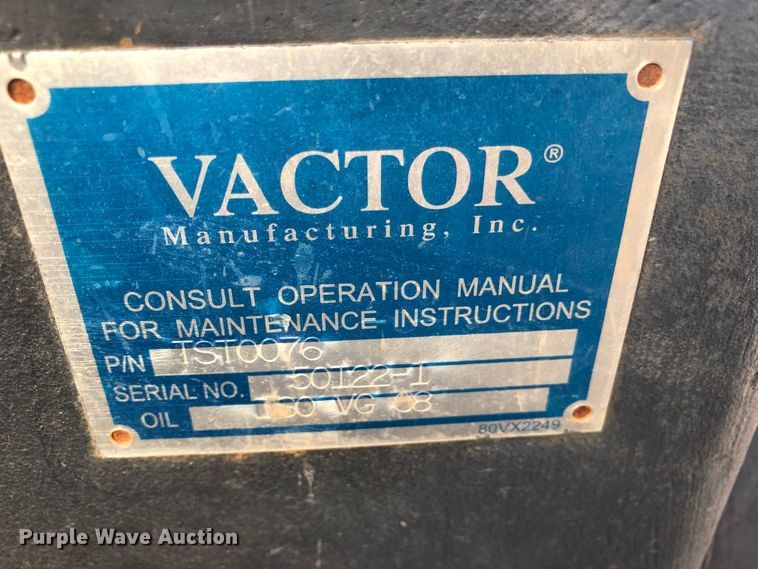 VACTOR®
Manufacturing, Inc.
CONSULT OPERATION MANUAL
FOR MAINTENANCE INSTRUCTIONS
P/N TST0076
SERIAL NO. 50122-1
OIL ISO VG 68
80VX2249
Purple Wave Auction